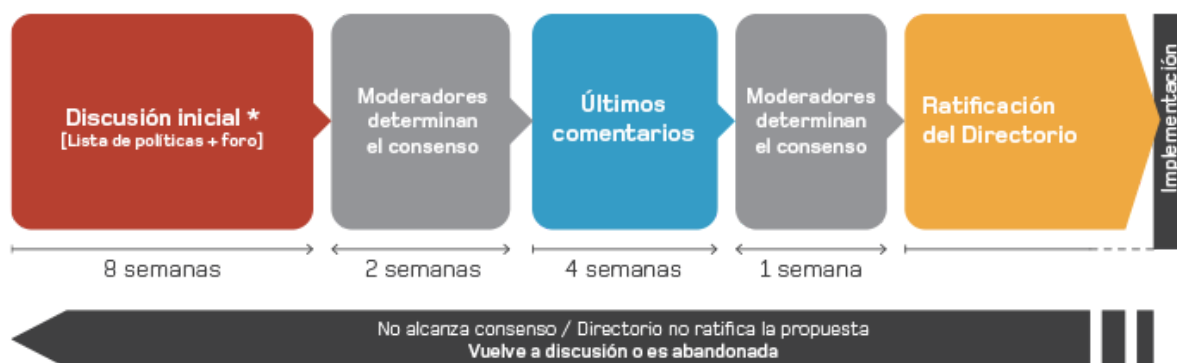 Discusión inicial *
[Lista de políticas + foro]
Moderadores
determinan
el consenso
Últimos
comentarios
Moderadores
determinan
el consenso
Ratificación
del Directorio
Implementación
8 semanas
2 semanas
4 semanas
1 semana
No alcanza consenso / Directorio no ratifica la propuesta
Vuelve a discusión o es abandonada